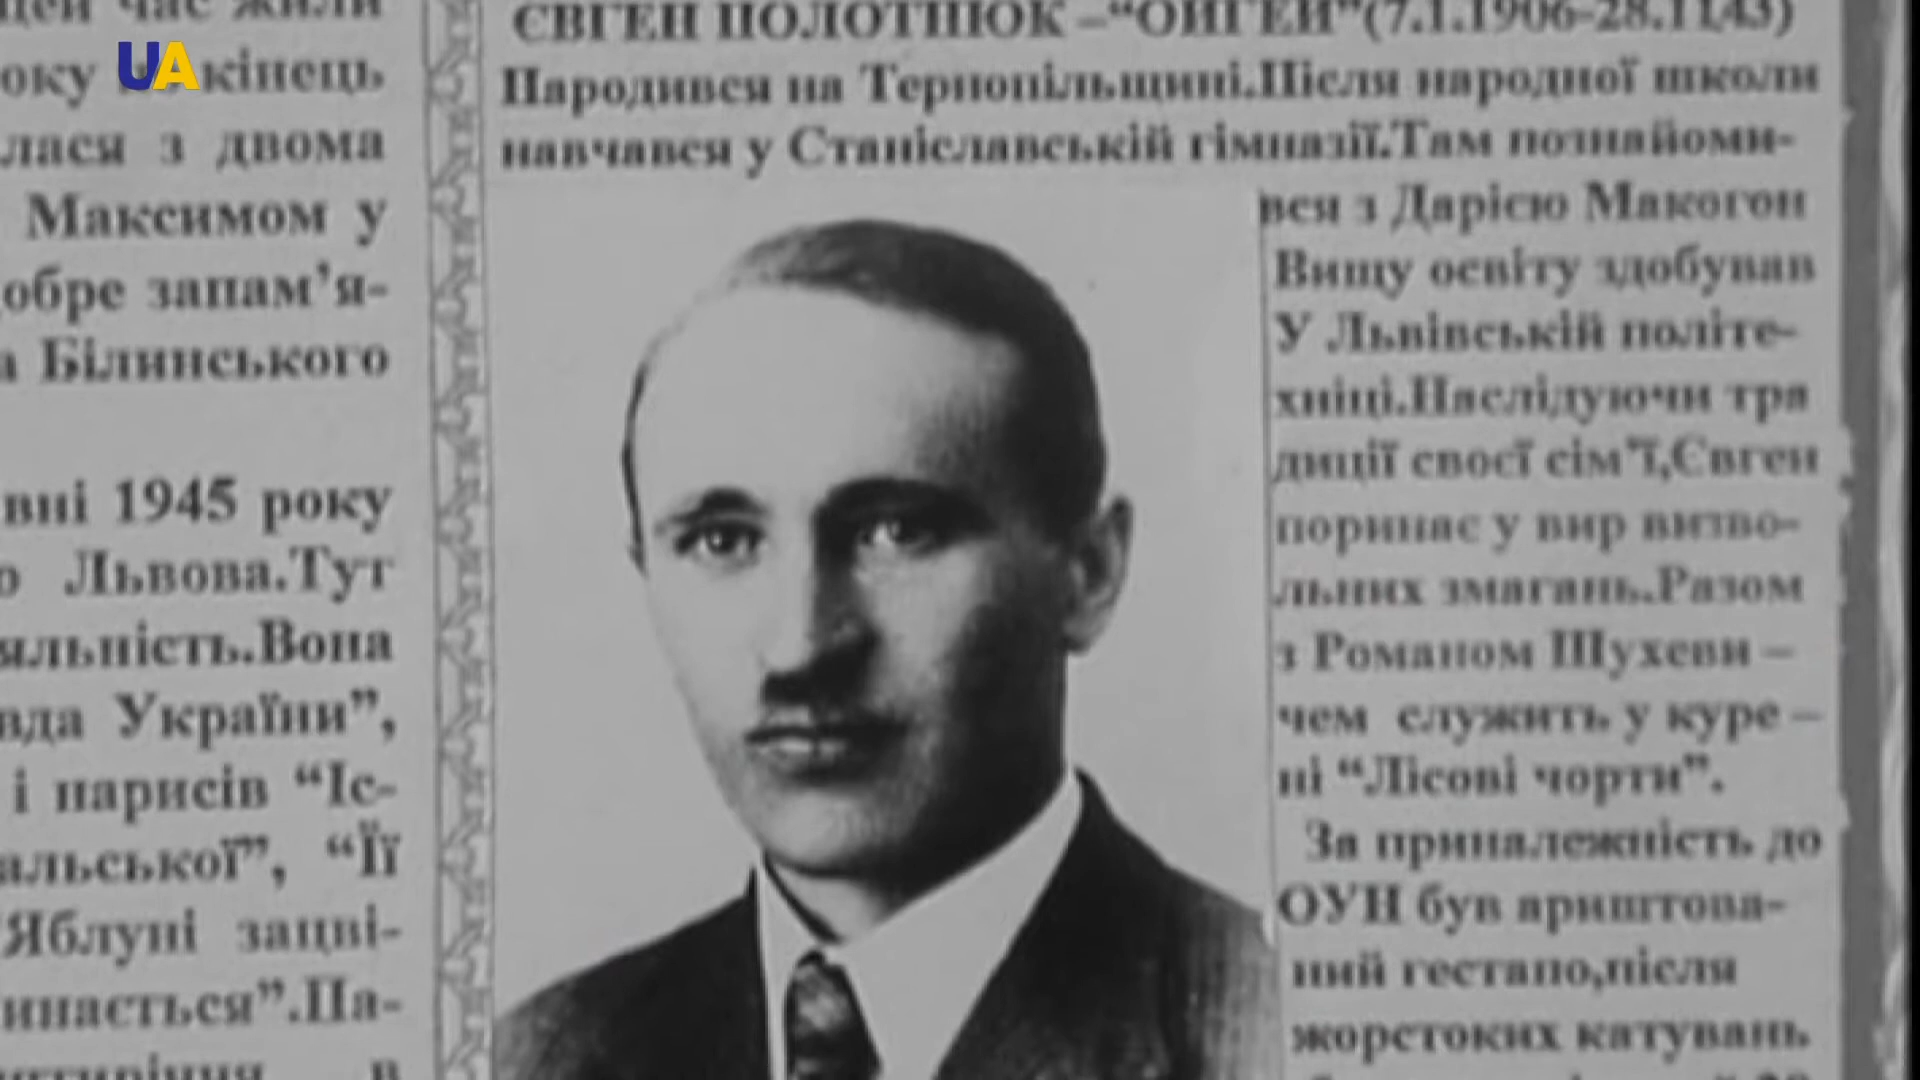 оку
UA
кінець
лася з двома
Максимом у
обре запам’я-
а Білинського
вні 1945 року
о Львова.Тут
яльність.Вона
вда України”,
і нарисів “Іс-
альської”, “Її
“Яблуні зацві-
инається”.Па-
в
ЄВГЕН ПОЛОТНЮК –“ОЙГЕН”(7.1.1906-28.11.43)
Народився на Тернопільщині.Після народної школи
навчався у Станіславській гімназії.Там познайоми-
вся з Дарією Макогон
Вищу освіту здобував
У Львівській політе-
хніці.Наслідуючи тра
диції своєї сім’ї,Євген
поринає у вир визво-
льних змагань.Разом
з Романом Шухеви –
чем служить у куре –
ні “Лісові чорти”.
За приналежність до
ОУН був ариштова-
ний гестапо,після
жорстоких катувань